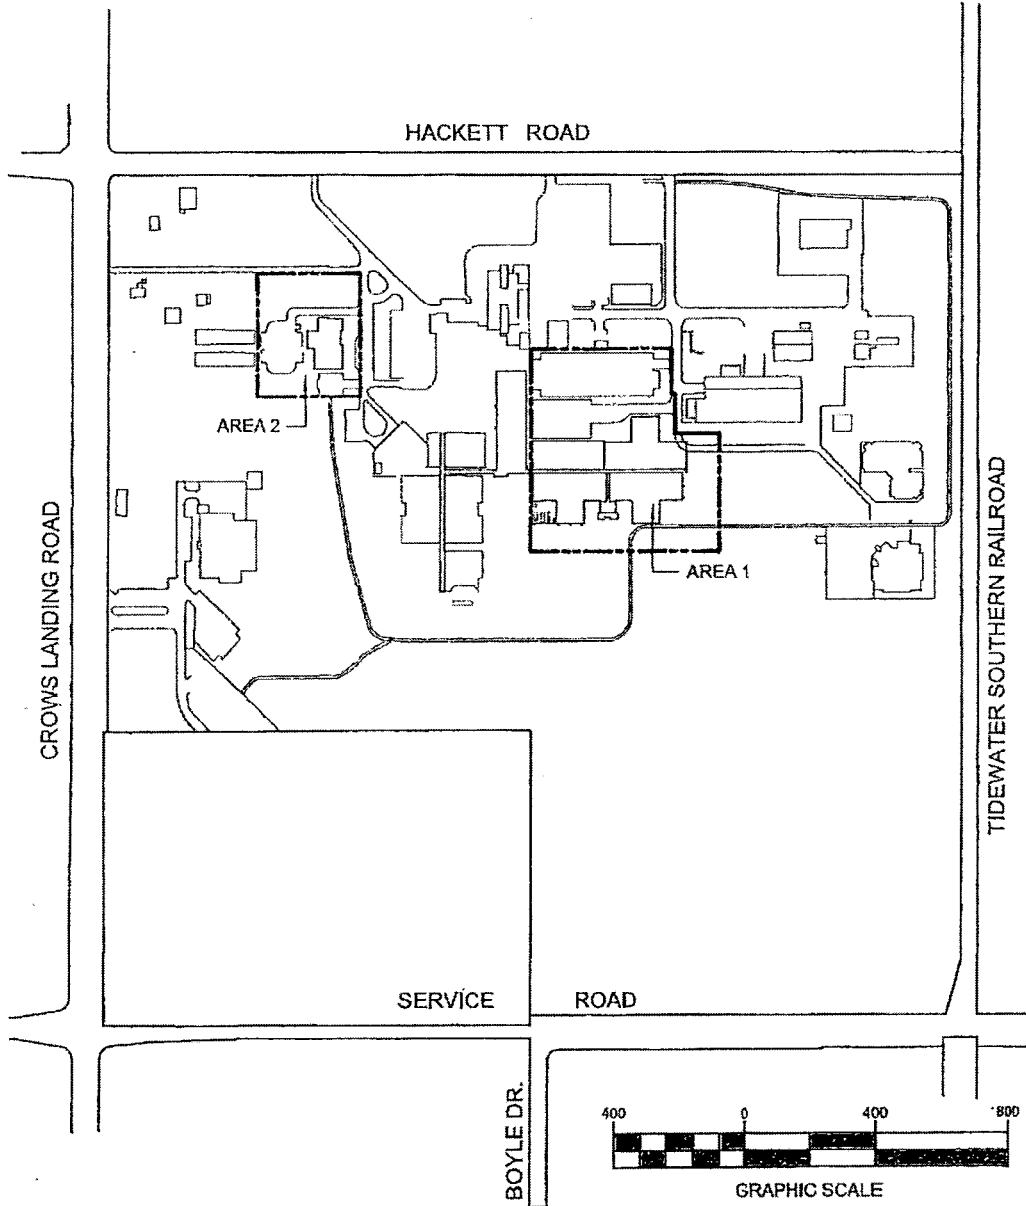 HACKETT ROAD
AREA 2
CROWS LANDING ROAD
AREA 1
TIDEWATER SOUTHERN RAILROAD
SERVICE ROAD
BOYLE DR.
400 0 400 800
GRAPHIC SCALE